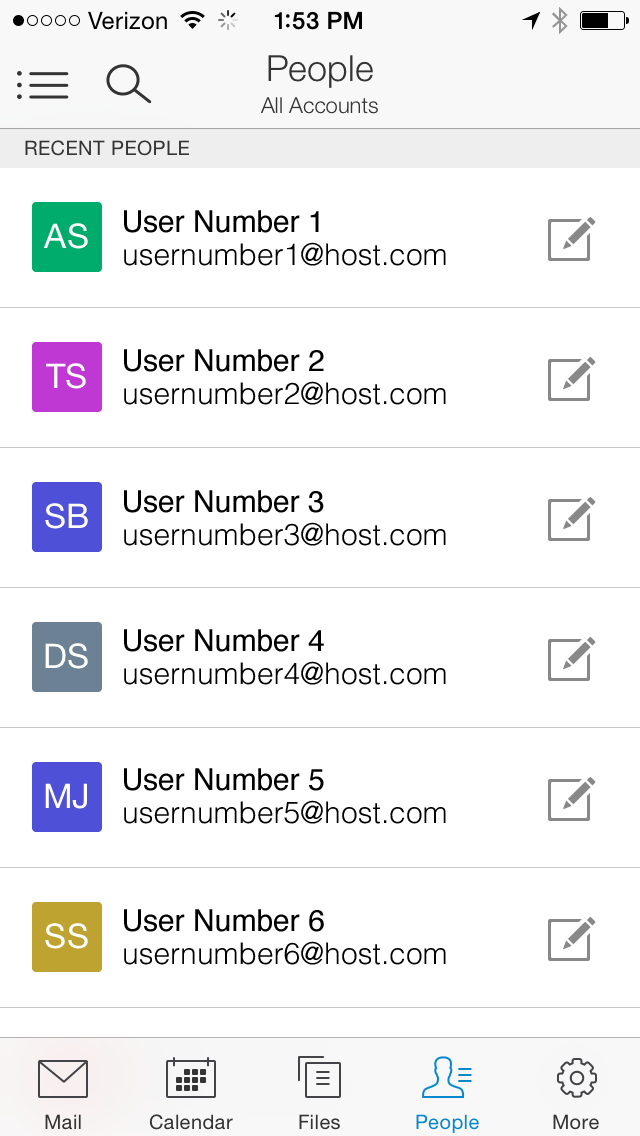 Verizon 1:53 PM
People
All Accounts
RECENT PEOPLE
AS User Number 1
usernumber1@host.com
TS User Number 2
usernumber2@host.com
SB User Number 3
usernumber3@host.com
DS User Number 4
usernumber4@host.com
MJ User Number 5
usernumber5@host.com
SS User Number 6
usernumber6@host.com
Mail Calendar Files People More